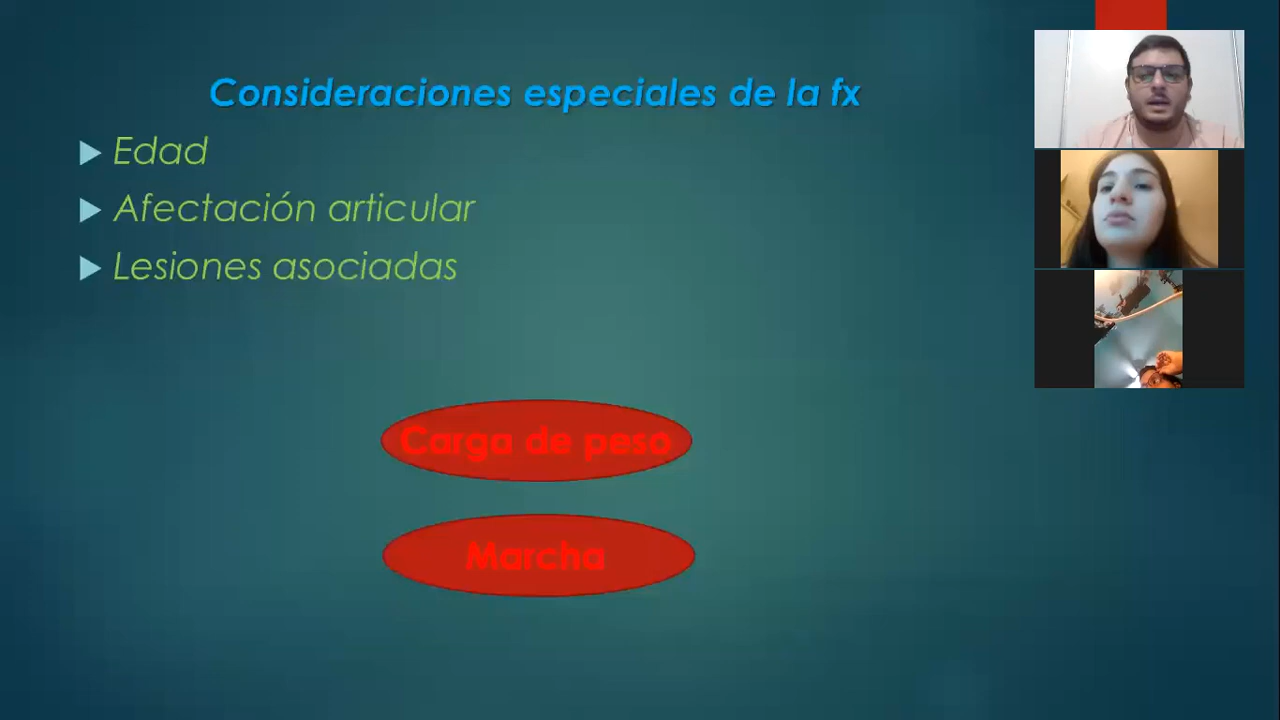 Consideraciones especiales de la fx
Edad
Afectación articular
Lesiones asociadas
Carga de peso
Marcha